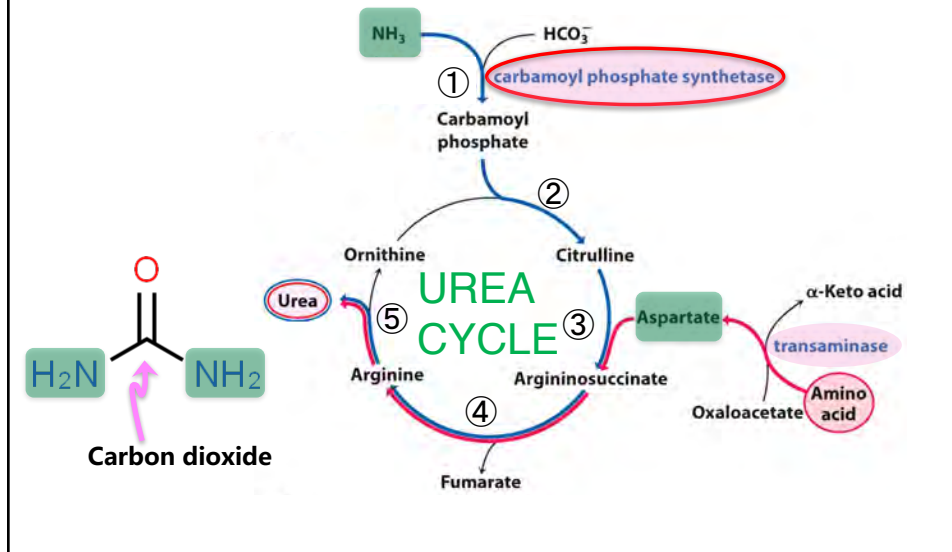 NH₃
HCO₃⁻
carbamoyl phosphate synthetase
①
Carbamoyl
phosphate
②
Ornithine
Citrulline
UREA
CYCLE
Urea
⑤
③
Aspartate
α-Keto acid
transaminase
Arginine
Argininosuccinate
Amino
acid
Oxaloacetate
④
Fumarate
O
H₂N
NH₂
Carbon dioxide